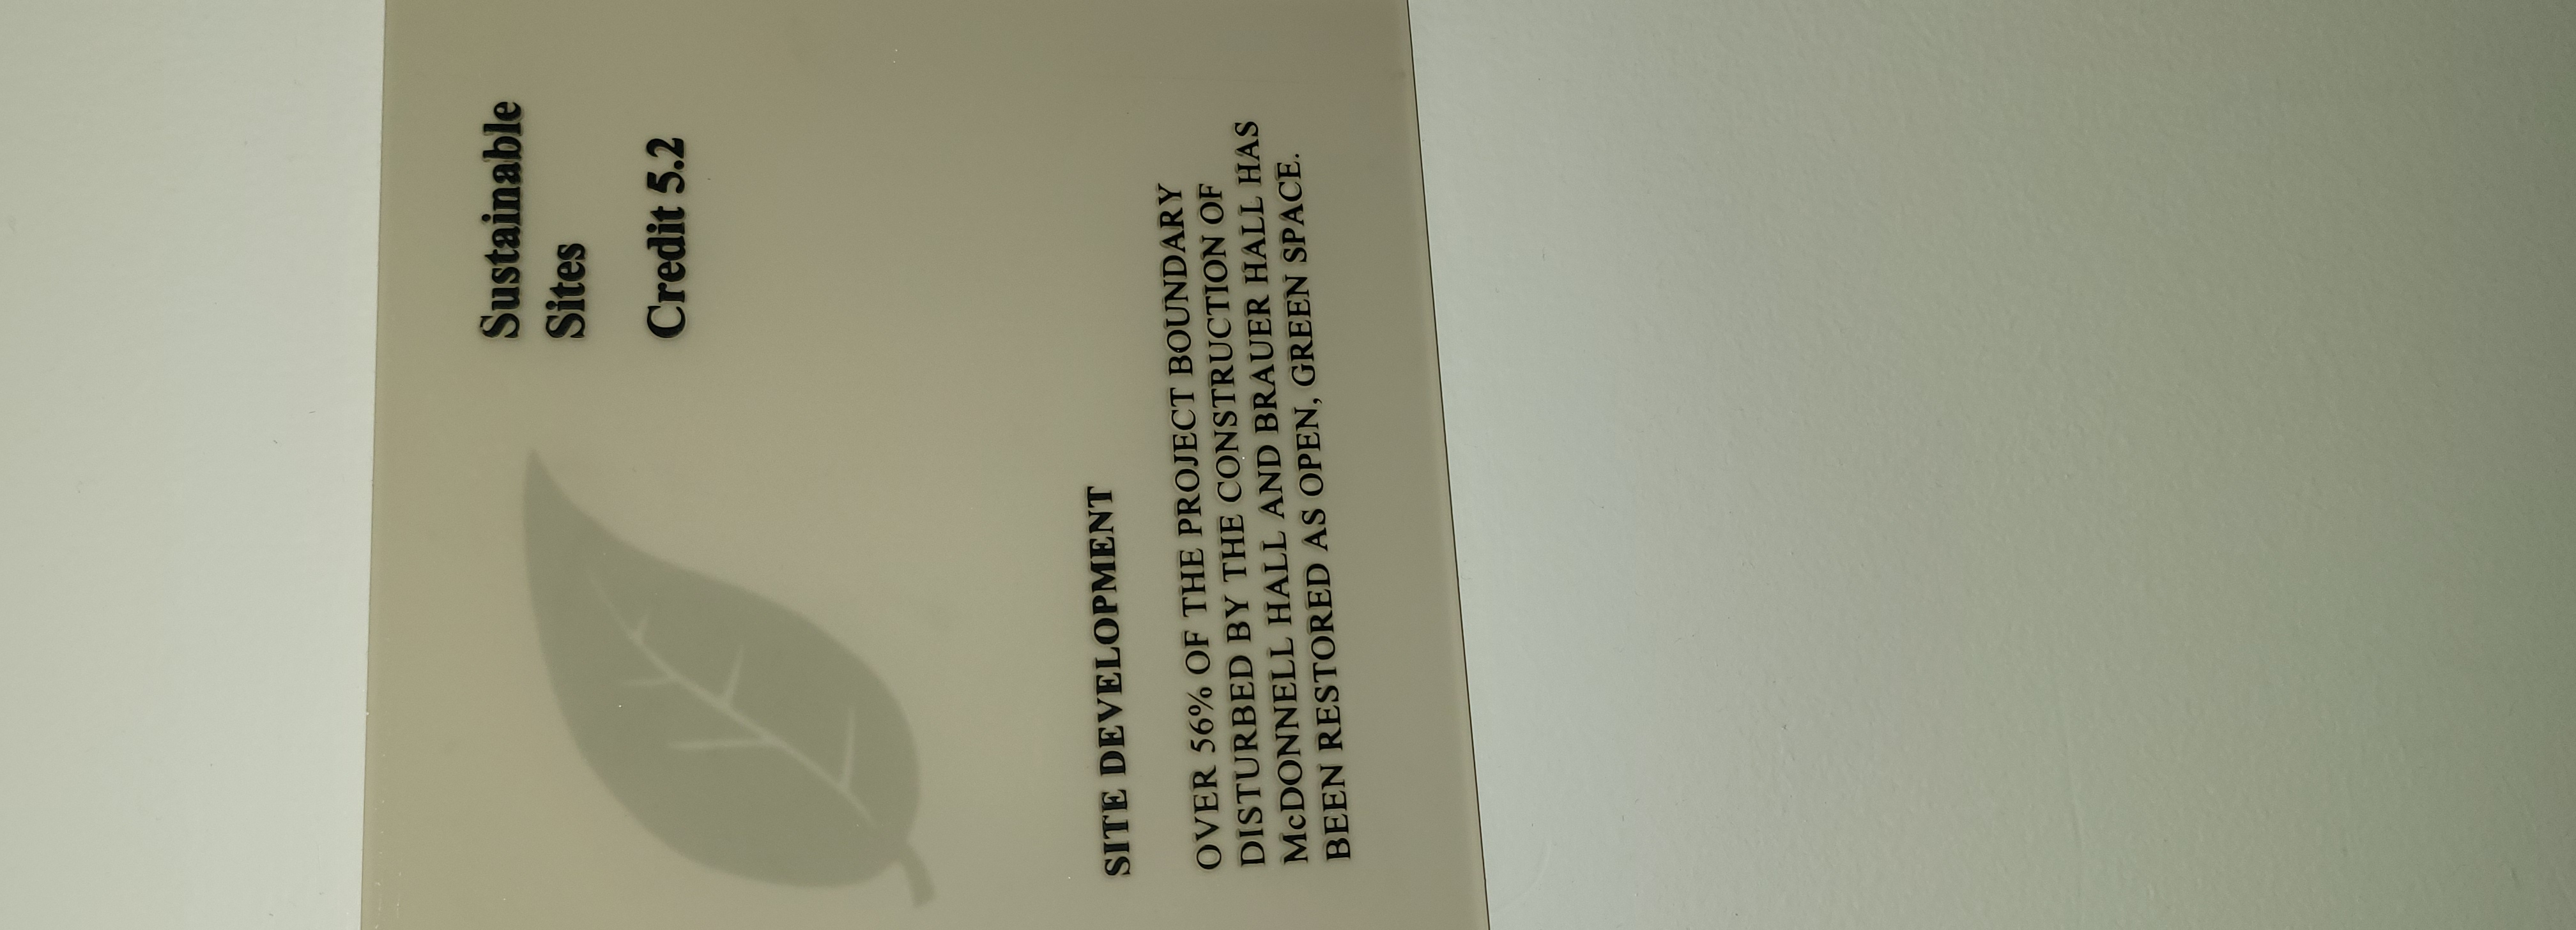 Sustainable
Sites
Credit 5.2
SITE DEVELOPMENT
OVER 56% OF THE PROJECT BOUNDARY
DISTURBED BY THE CONSTRUCTION OF
McDONNELL HALL AND BRAUER HALL HAS
BEEN RESTORED AS OPEN, GREEN SPACE.